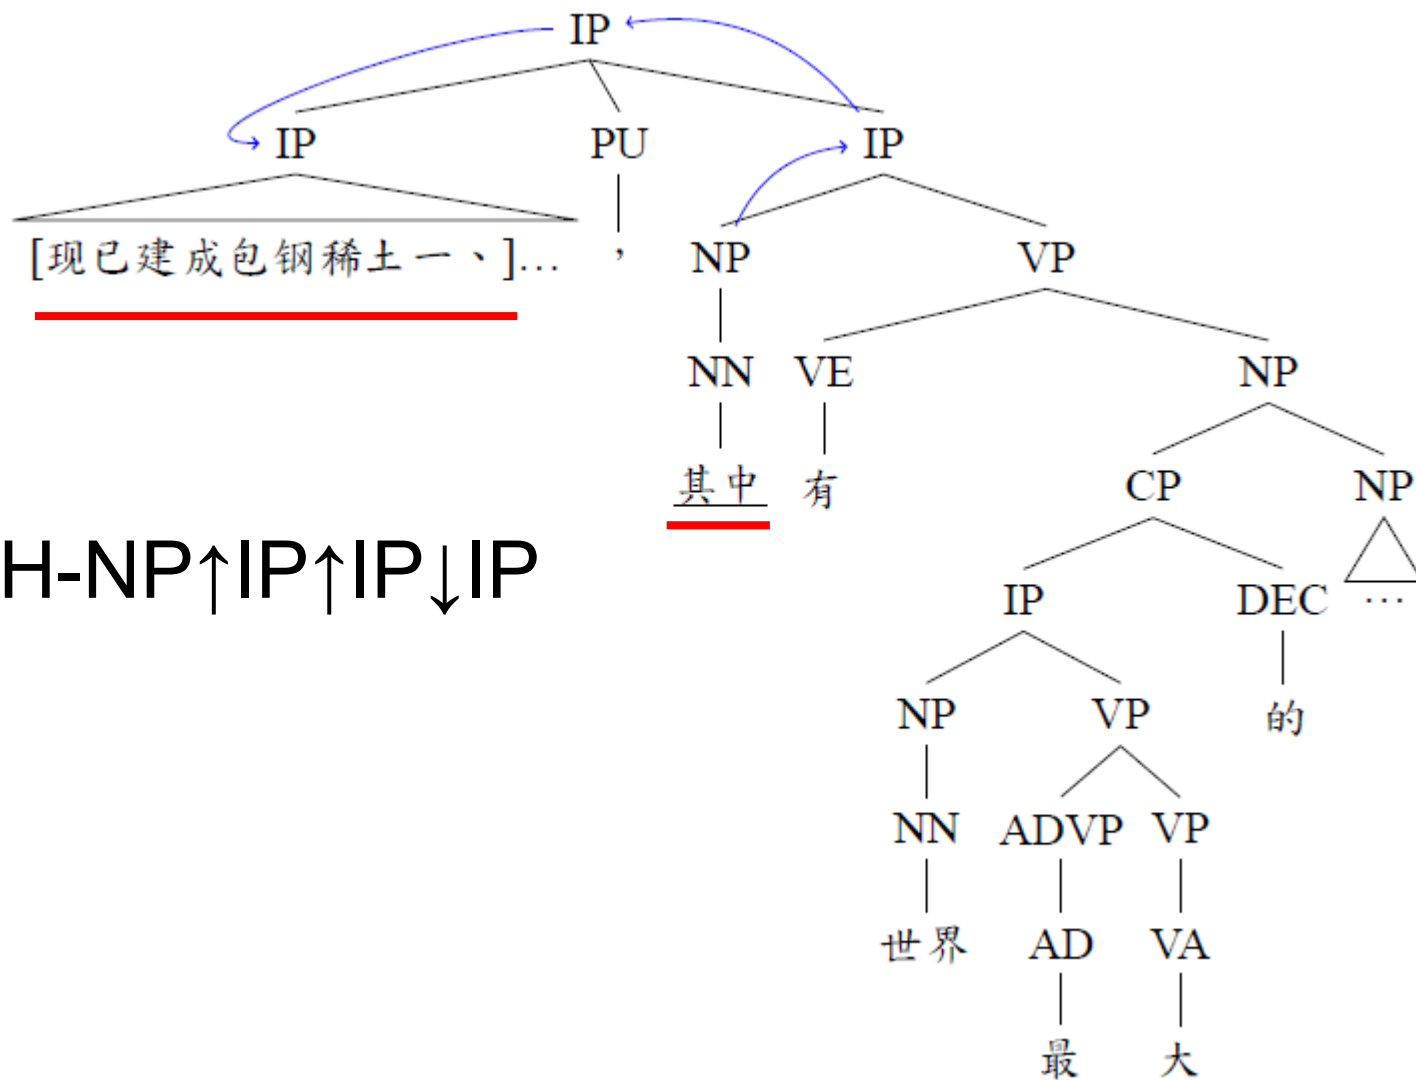 IP
IP PU IP
[现已建成包钢稀土一、]... , NP VP
NN VE NP
其中 有 CP NP
H-NP↑IP↑IP↓IP
IP DEC ...
NP VP 的
NN ADVP VP
世界 AD VA
最 大